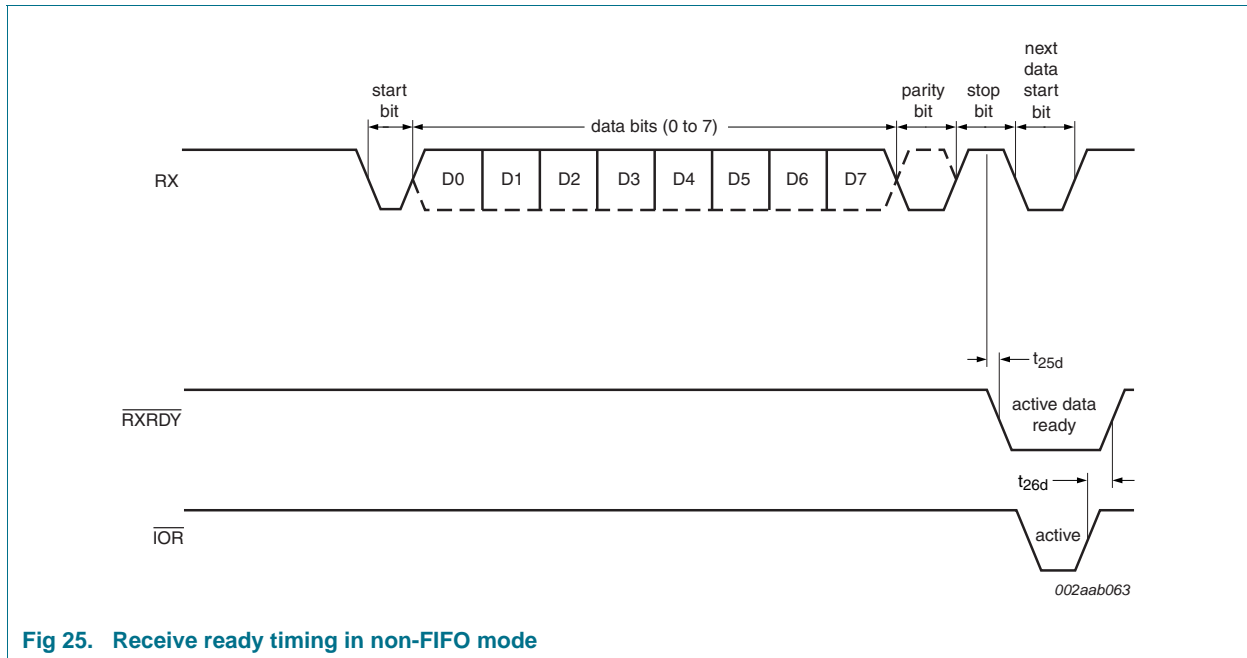 start
bit
data bits (0 to 7)
parity
bit
stop
bit
next
data
start
bit
RX
D0
D1
D2
D3
D4
D5
D6
D7
t25d
RXRDY
active data
ready
t26d
IOR
active
002aab063
Fig 25. Receive ready timing in non-FIFO mode